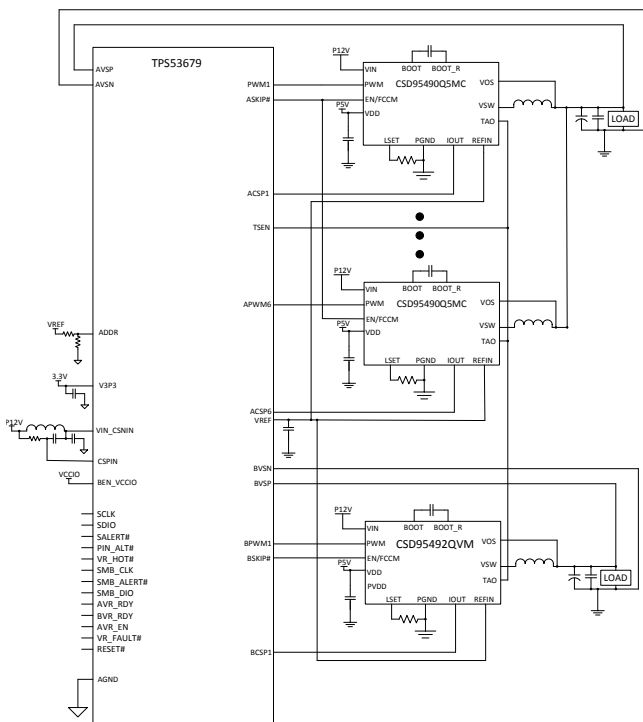 TPS53679
AVSP
AVSN
PWM1
ASKIP#
ACSP1
TSEN
APWM6
ACSP6
VREF
BVSN
BVSP
BPWM1
BSKIP#
BCSP1
VREF
ADDR
3.3V
V3P3
P12V
VIN_CSNIN
CSPIN
VCCIO
BEN_VCCIO
SCLK
SDIO
SALERT#
PIN_ALT#
VR_HOT#
SMB_CLK
SMB_ALERT#
SMB_DIO
AVR_RDY
BVR_RDY
AVR_EN
VR_FAULT#
RESET#
AGND
P12V
VIN
BOOT BOOT_R
CSD95490Q5MC
PWM
EN/FCCM
P5V
VDD
VOS
VSW
TAO
LSET PGND IOUT REFIN
LOAD
P12V
VIN
BOOT BOOT_R
CSD95490Q5MC
PWM
EN/FCCM
P5V
VDD
VOS
VSW
TAO
LSET PGND IOUT REFIN
P12V
VIN
BOOT BOOT_R
CSD95492QVM
PWM
EN/FCCM
P5V
VDD
PVDD
VOS
VSW
TAO
LSET PGND IOUT REFIN
LOAD